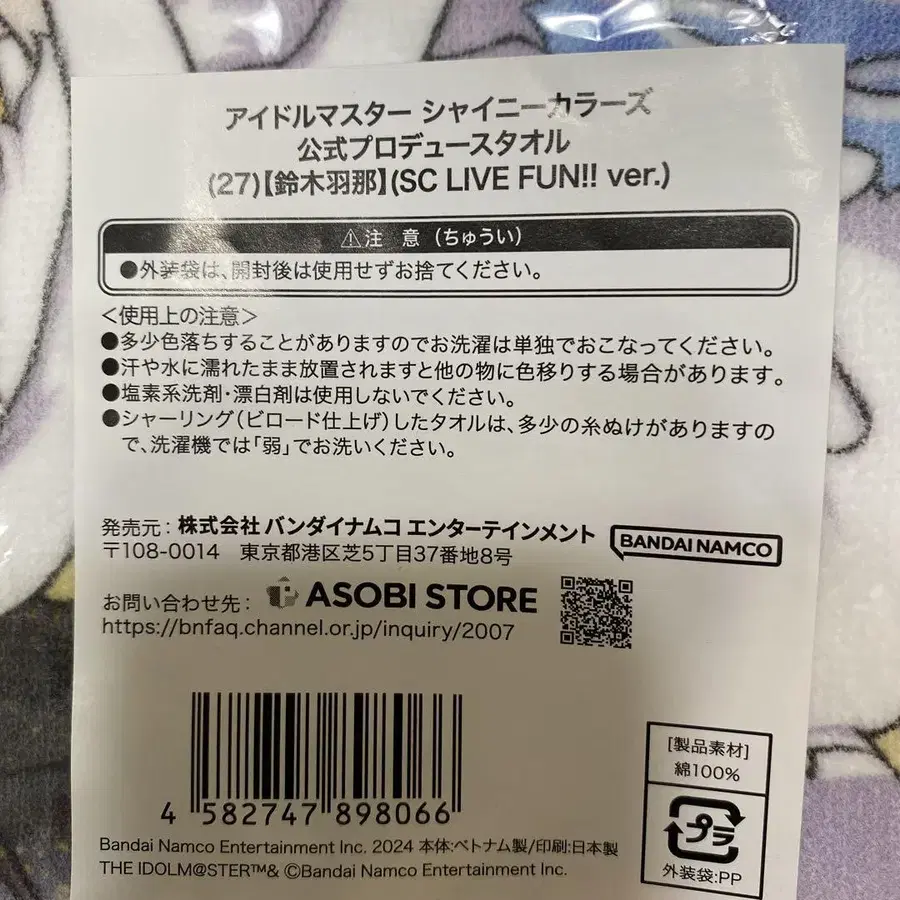 アイドルマスター シャイニーカラーズ
公式プロデュースタオル
(27)【鈴木羽那】(SC LIVE FUN!! ver.)
⚠注 意 (ちゅうい)
●外装袋は、開封後は使用せずお捨てください。
＜使用上の注意＞
●多少色落ちすることがありますのでお洗濯は単独でおこなってください。
●汗や水に濡れたまま放置されますと他の物に色移りする場合があります。
●塩素系洗剤・漂白剤は使用しないでください。
●シャーリング(ビロード仕上げ)したタオルは、多少の糸ぬけがありますの
で、洗濯機では「弱」でお洗いください。
発売元：株式会社 バンダイナムコ エンターテインメント
BANDAI NAMCO
〒108-0014 東京都港区芝5丁目37番地8号
お問い合わせ先： ASOBI STORE
https://bnfaq.channel.or.jp/inquiry/2007
4 582747 898066
[製品素材]
綿100%
プラ
外装袋:PP
Bandai Namco Entertainment Inc. 2024 本体:ベトナム製/印刷:日本製
THE IDOLM@STER™& ©Bandai Namco Entertainment Inc.